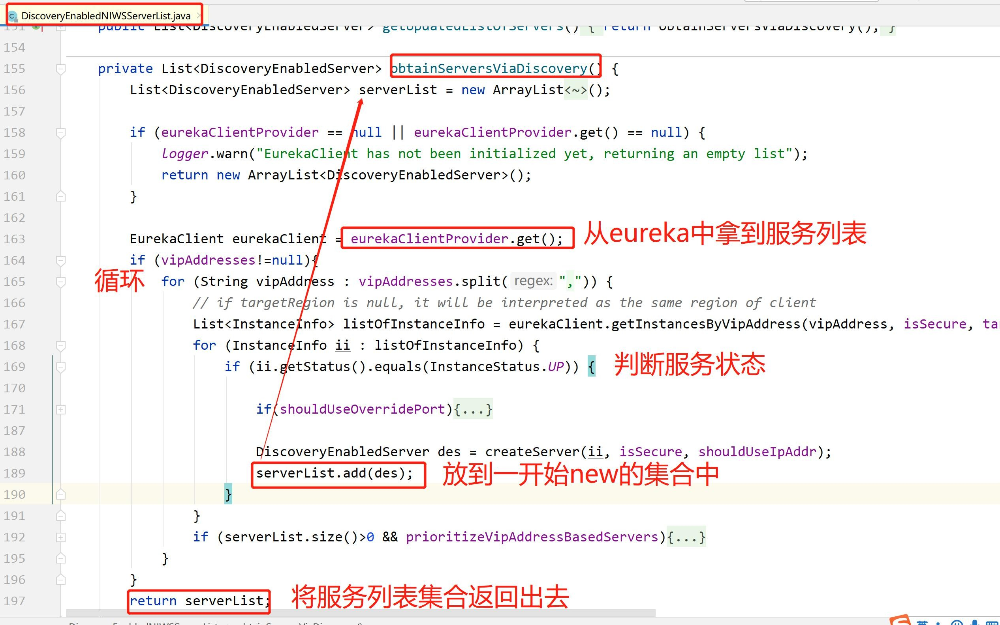 DiscoveryEnabledNIWSServerList.java
151 public List<DiscoveryEnabledServer> getUpdatedListOfServers() { return obtainServersViaDiscovery(); }
154
155 private List<DiscoveryEnabledServer> obtainServersViaDiscovery() {
156 List<DiscoveryEnabledServer> serverList = new ArrayList<~>();
157
158 if (eurekaClientProvider == null || eurekaClientProvider.get() == null) {
159 logger.warn("EurekaClient has not been initialized yet, returning an empty list");
160 return new ArrayList<DiscoveryEnabledServer>();
161 }
162
163 EurekaClient eurekaClient = eurekaClientProvider.get(); 从eureka中拿到服务列表
164 if (vipAddresses!=null){
165 循环 for (String vipAddress : vipAddresses.split( regex: ",")) {
166 // if targetRegion is null, it will be interpreted as the same region of client
167 List<InstanceInfo> listOfInstanceInfo = eurekaClient.getInstancesByVipAddress(vipAddress, isSecure, tar
168 for (InstanceInfo ii : listOfInstanceInfo) {
169 if (ii.getStatus().equals(InstanceStatus.UP)) { 判断服务状态
170
171 if(shouldUseOverridePort){...}
187
188 DiscoveryEnabledServer des = createServer(ii, isSecure, shouldUseIpAddr);
189 serverList.add(des); 放到一开始new的集合中
190 }
191 }
192 if (serverList.size()>0 && prioritizeVipAddressBasedServers){...}
195 }
196 }
197 return serverList; 将服务列表集合返回出去